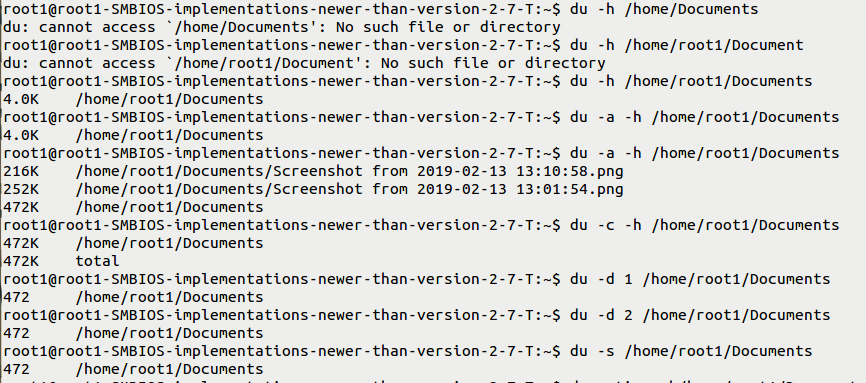 root1@root1-SMBIOS-implementations-newer-than-version-2-7-T:~$ du -h /home/Documents
du: cannot access `/home/Documents': No such file or directory
root1@root1-SMBIOS-implementations-newer-than-version-2-7-T:~$ du -h /home/root1/Document
du: cannot access `/home/root1/Document': No such file or directory
root1@root1-SMBIOS-implementations-newer-than-version-2-7-T:~$ du -h /home/root1/Documents
4.0K    /home/root1/Documents
root1@root1-SMBIOS-implementations-newer-than-version-2-7-T:~$ du -a -h /home/root1/Documents
4.0K    /home/root1/Documents
root1@root1-SMBIOS-implementations-newer-than-version-2-7-T:~$ du -a -h /home/root1/Documents
216K    /home/root1/Documents/Screenshot from 2019-02-13 13:10:58.png
252K    /home/root1/Documents/Screenshot from 2019-02-13 13:01:54.png
472K    /home/root1/Documents
root1@root1-SMBIOS-implementations-newer-than-version-2-7-T:~$ du -c -h /home/root1/Documents
472K    /home/root1/Documents
472K    total
root1@root1-SMBIOS-implementations-newer-than-version-2-7-T:~$ du -d 1 /home/root1/Documents
472     /home/root1/Documents
root1@root1-SMBIOS-implementations-newer-than-version-2-7-T:~$ du -d 2 /home/root1/Documents
472     /home/root1/Documents
root1@root1-SMBIOS-implementations-newer-than-version-2-7-T:~$ du -s /home/root1/Documents
472     /home/root1/Documents